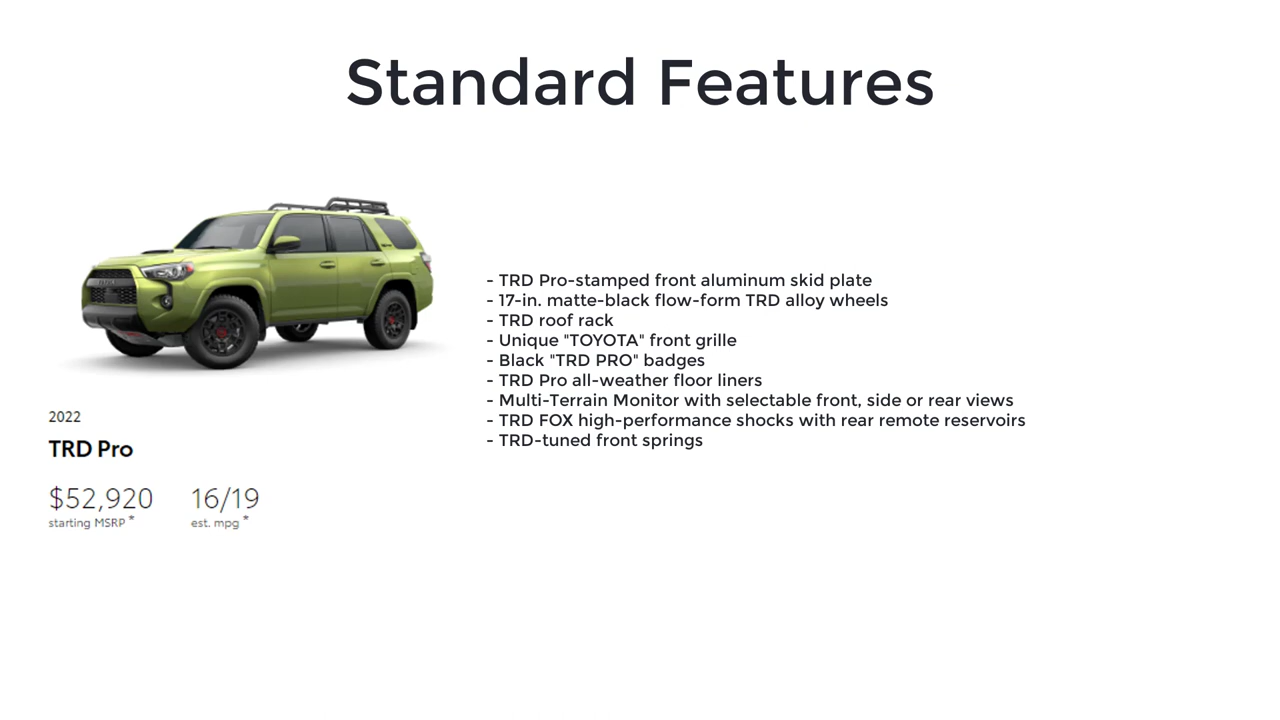 Standard Features
- TRD Pro-stamped front aluminum skid plate
- 17-in. matte-black flow-form TRD alloy wheels
- TRD roof rack
- Unique "TOYOTA" front grille
- Black "TRD PRO" badges
- TRD Pro all-weather floor liners
- Multi-Terrain Monitor with selectable front, side or rear views
- TRD FOX high-performance shocks with rear remote reservoirs
- TRD-tuned front springs
2022
TRD Pro
$52,920 16/19
starting MSRP * est. mpg *